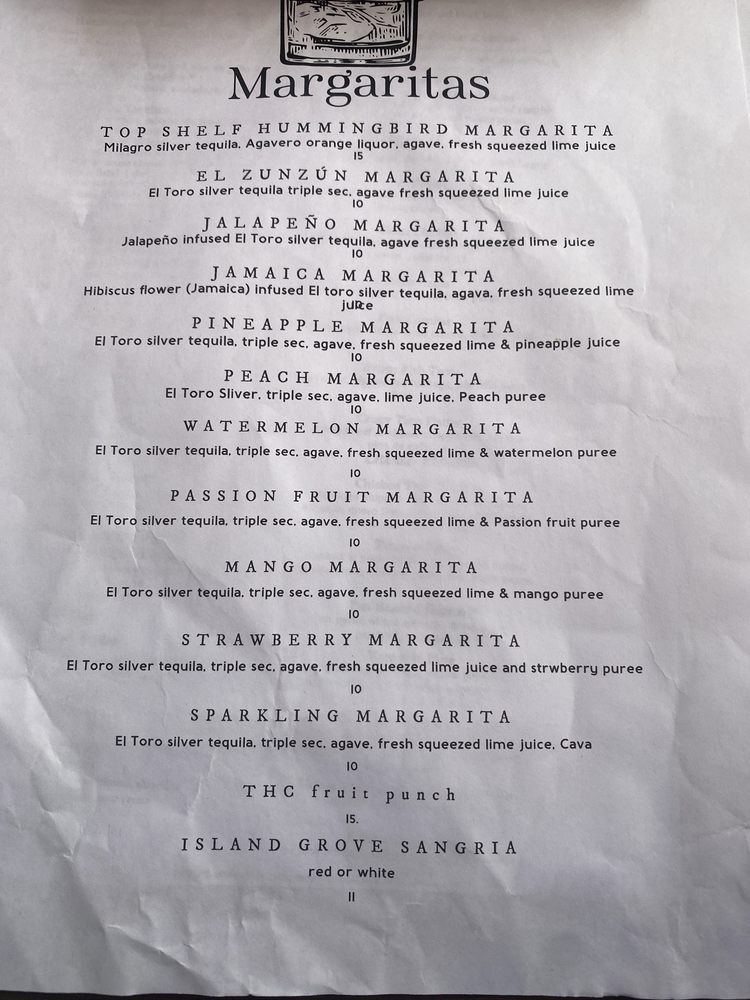 Margaritas
TOP SHELF HUMMINGBIRD MARGARITA
Milagro silver tequila, Agavero orange liquor, agave, fresh squeezed lime juice
15
EL ZUNZÚN MARGARITA
El Toro silver tequila triple sec, agave fresh squeezed lime juice
10
JALAPEÑO MARGARITA
Jalapeño infused El Toro silver tequila, agave fresh squeezed lime juice
10
JAMAICA MARGARITA
Hibiscus flower (Jamaica) infused El toro silver tequila, agava, fresh squeezed lime
juice
PINEAPPLE MARGARITA
El Toro silver tequila, triple sec, agave, fresh squeezed lime & pineapple juice
10
PEACH MARGARITA
El Toro Sliver, triple sec, agave, lime juice, Peach puree
10
WATERMELON MARGARITA
El Toro silver tequila, triple sec, agave, fresh squeezed lime & watermelon puree
10
PASSION FRUIT MARGARITA
El Toro silver tequila, triple sec, agave, fresh squeezed lime & Passion fruit puree
10
MANGO MARGARITA
El Toro silver tequila, triple sec, agave, fresh squeezed lime & mango puree
10
STRAWBERRY MARGARITA
El Toro silver tequila, triple sec, agave, fresh squeezed lime juice and strwberry puree
10
SPARKLING MARGARITA
El Toro silver tequila, triple sec, agave, fresh squeezed lime juice, Cava
10
THC fruit punch
15.
ISLAND GROVE SANGRIA
red or white
11